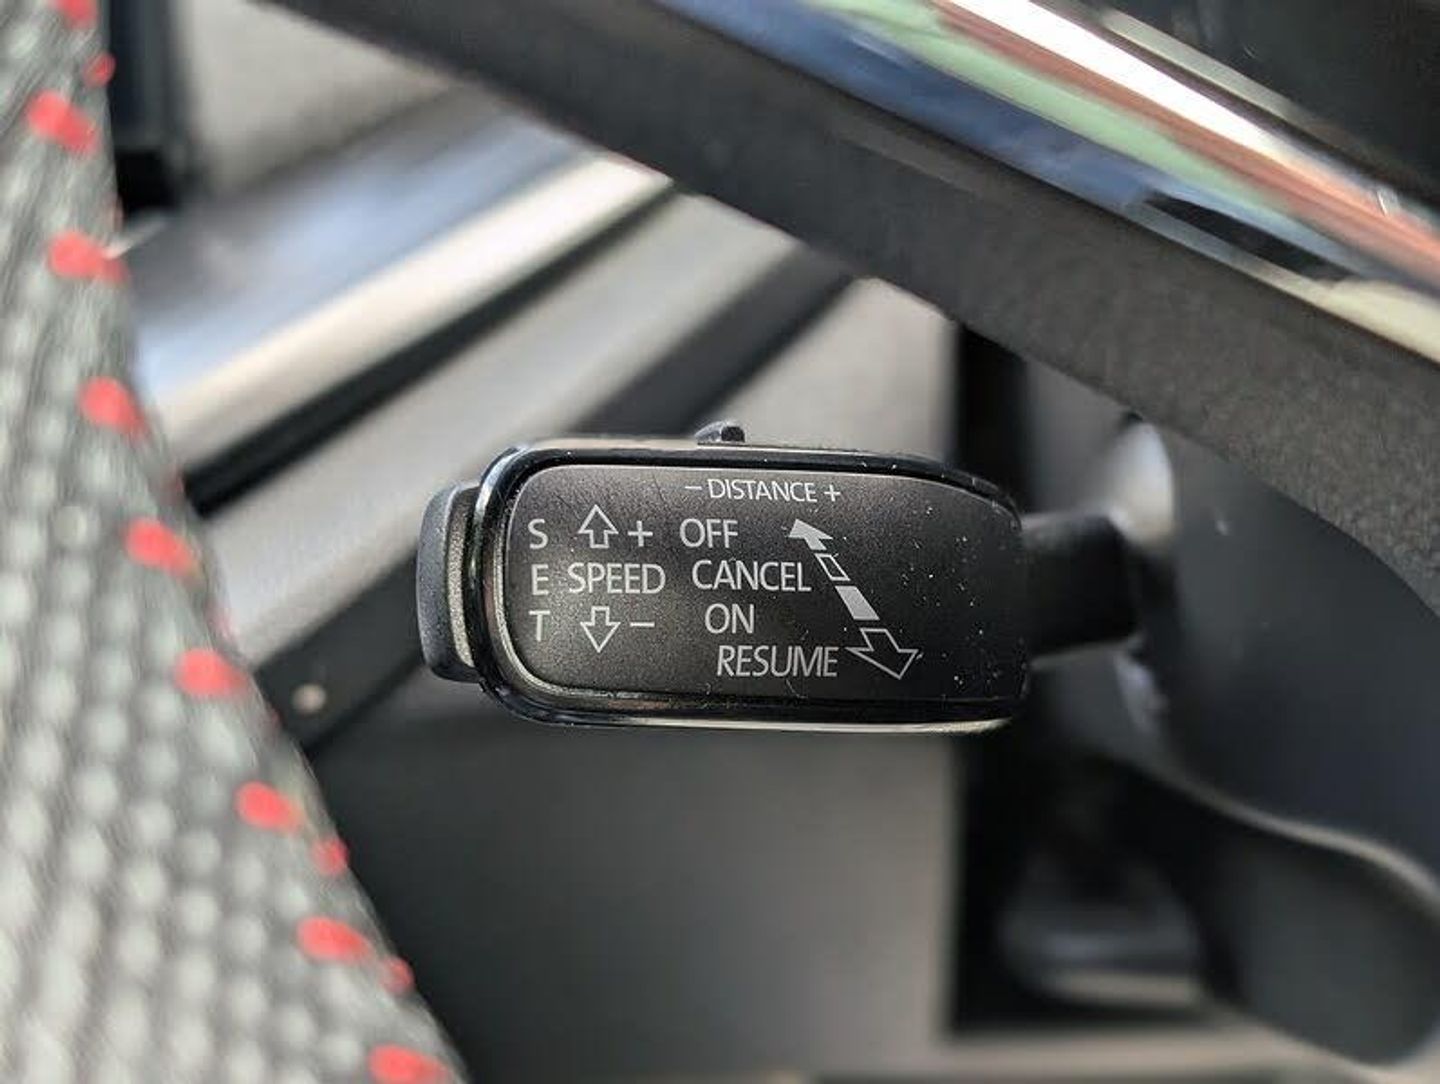 − DISTANCE +
S + OFF
E SPEED CANCEL
T − ON
RESUME